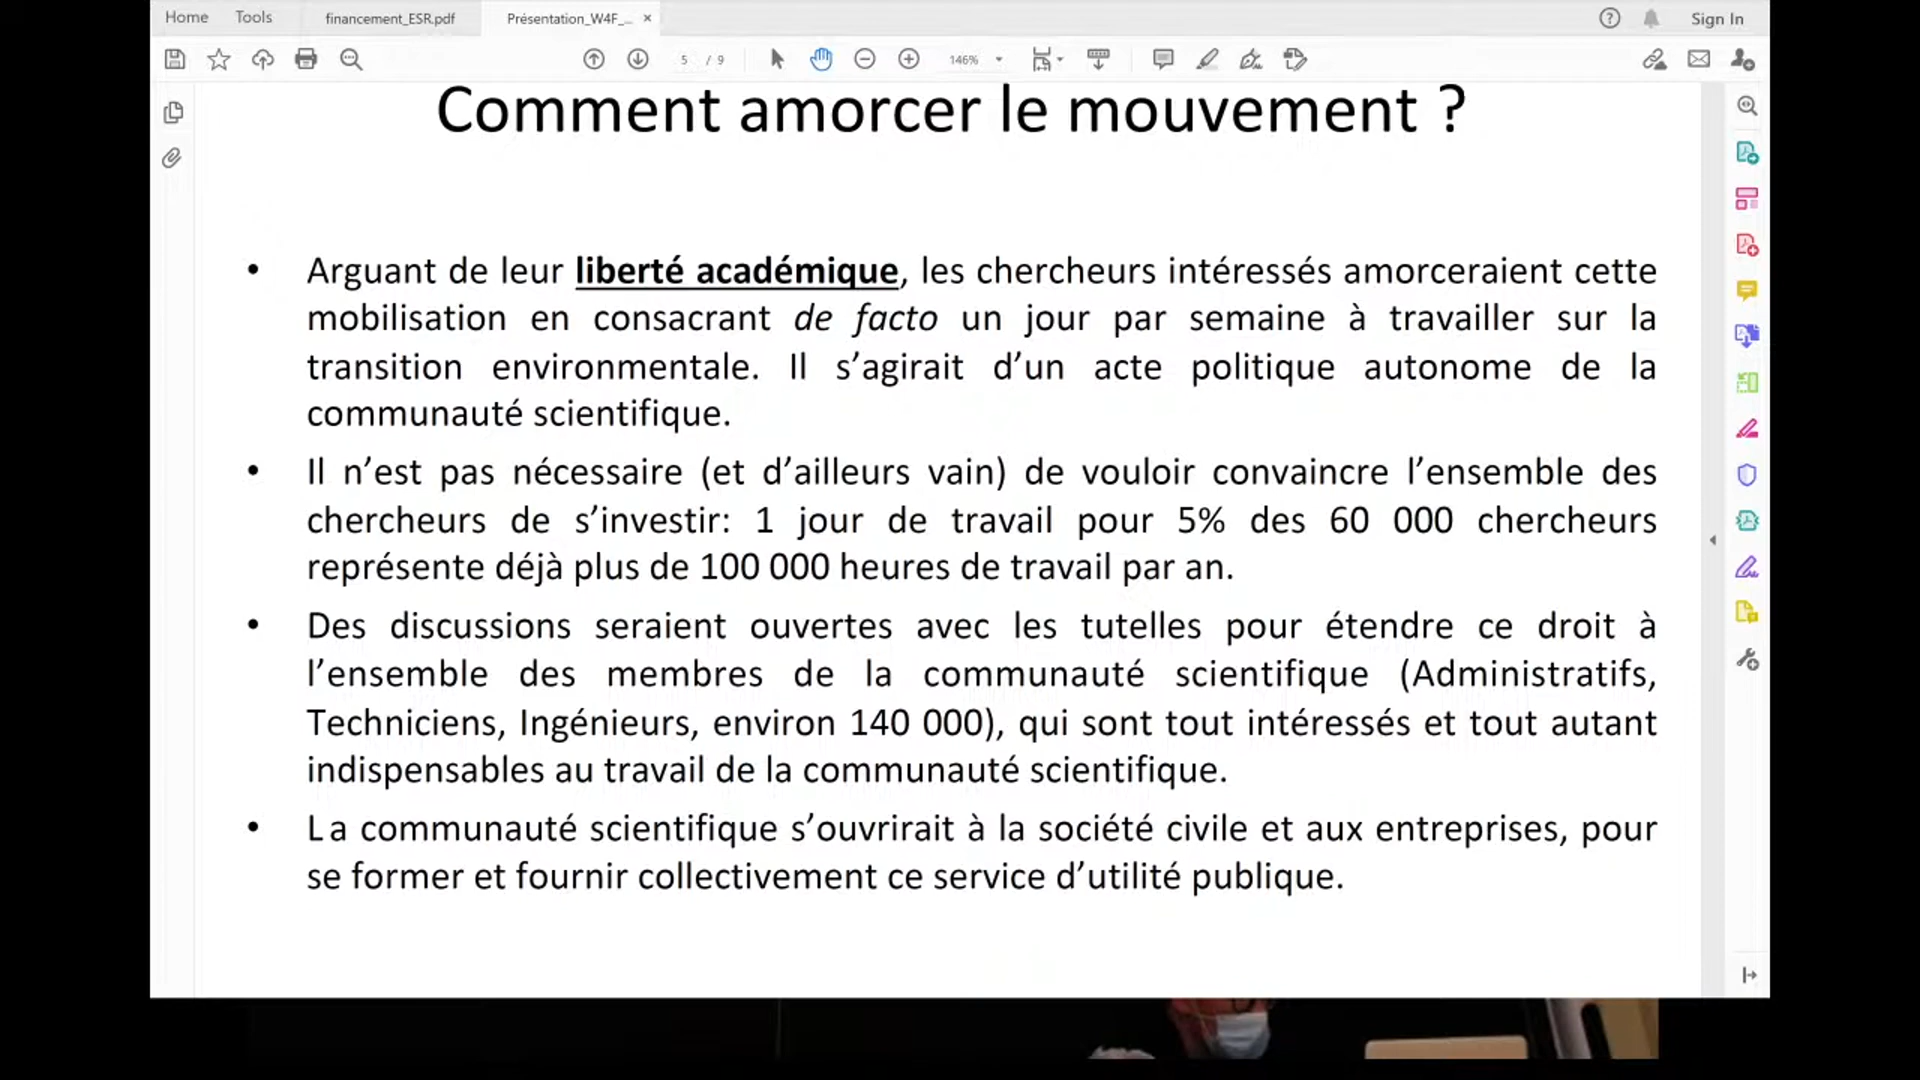 Home Tools financement_ESR.pdf Présentation_W4F_... × Sign In
5 / 9 146%
Comment amorcer le mouvement ?
• Arguant de leur liberté académique, les chercheurs intéressés amorceraient cette
mobilisation en consacrant de facto un jour par semaine à travailler sur la
transition environmentale. Il s’agirait d’un acte politique autonome de la
communauté scientifique.
• Il n’est pas nécessaire (et d’ailleurs vain) de vouloir convaincre l’ensemble des
chercheurs de s’investir: 1 jour de travail pour 5% des 60 000 chercheurs
représente déjà plus de 100 000 heures de travail par an.
• Des discussions seraient ouvertes avec les tutelles pour étendre ce droit à
l’ensemble des membres de la communauté scientifique (Administratifs,
Techniciens, Ingénieurs, environ 140 000), qui sont tout intéressés et tout autant
indispensables au travail de la communauté scientifique.
• La communauté scientifique s’ouvrirait à la société civile et aux entreprises, pour
se former et fournir collectivement ce service d’utilité publique.